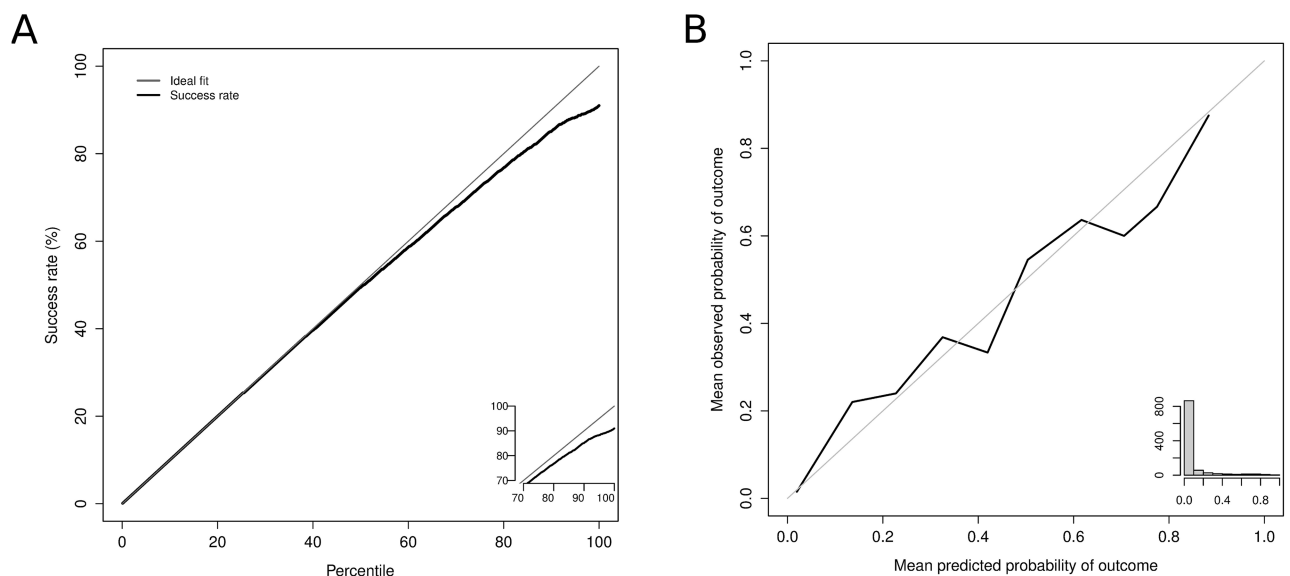 A
Ideal fit
Success rate
Success rate (%)
100
80
60
40
20
0
0 20 40 60 80 100
Percentile
100
90
80
70
70 80 90 100
B
Mean observed probability of outcome
1.0
0.8
0.6
0.4
0.2
0.0
0.0 0.2 0.4 0.6 0.8 1.0
Mean predicted probability of outcome
800
400
0
0.0 0.4 0.8